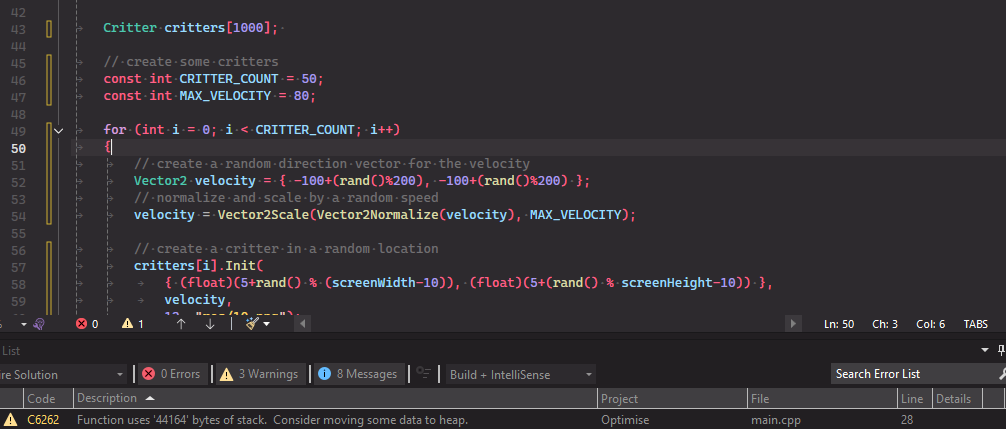 42
43 Critter critters[1000];
44
45 // create some critters
46 const int CRITTER_COUNT = 50;
47 const int MAX_VELOCITY = 80;
48
49 for (int i = 0; i < CRITTER_COUNT; i++)
50 {
51 // create a random direction vector for the velocity
52 Vector2 velocity = { -100+(rand()%200), -100+(rand()%200) };
53 // normalize and scale by a random speed
54 velocity = Vector2Scale(Vector2Normalize(velocity), MAX_VELOCITY);
55
56 // create a critter in a random location
57 critters[i].Init(
58 { (float)(5+rand() % (screenWidth-10)), (float)(5+(rand() % screenHeight-10)) },
velocity,
0 1 Ln: 50 Ch: 3 Col: 6 TABS
List
re Solution 0 Errors 3 Warnings 8 Messages Build + IntelliSense Search Error List
Code Description Project File Line Details
C6262 Function uses '44164' bytes of stack. Consider moving some data to heap. Optimise main.cpp 28